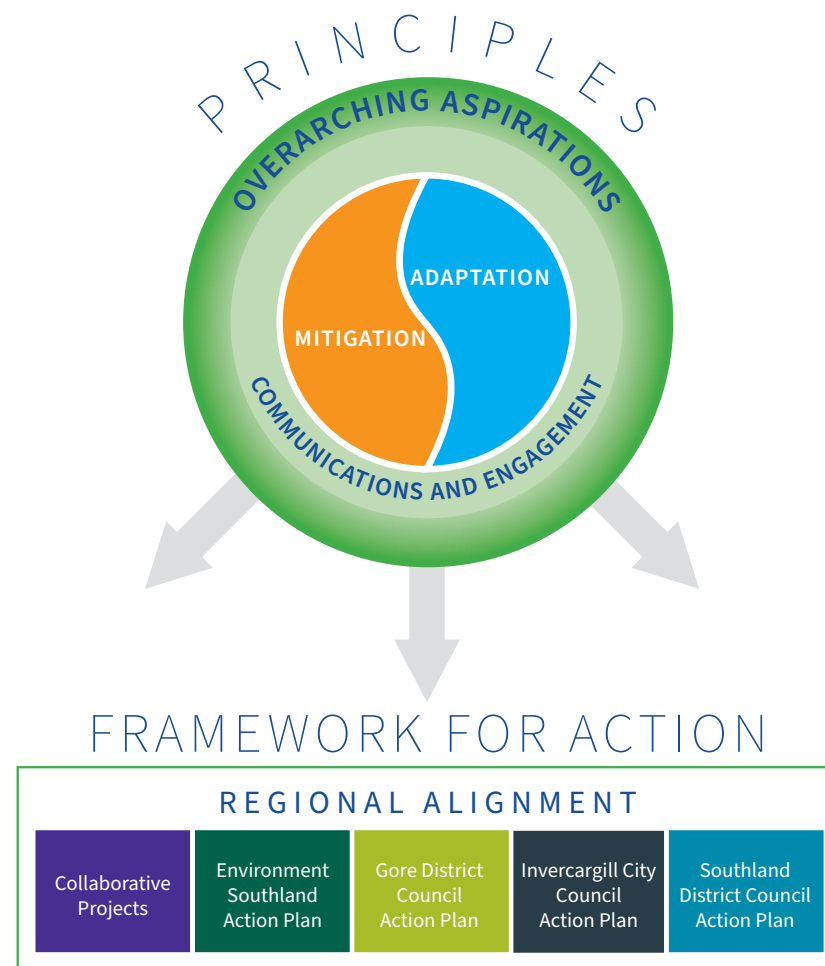 PRINCIPLES
OVERARCHING ASPIRATIONS
ADAPTATION
MITIGATION
COMMUNICATIONS AND ENGAGEMENT
FRAMEWORK FOR ACTION
REGIONAL ALIGNMENT
Collaborative
Projects
Environment
Southland
Action Plan
Gore District
Council
Action Plan
Invercargill City
Council
Action Plan
Southland
District Council
Action Plan